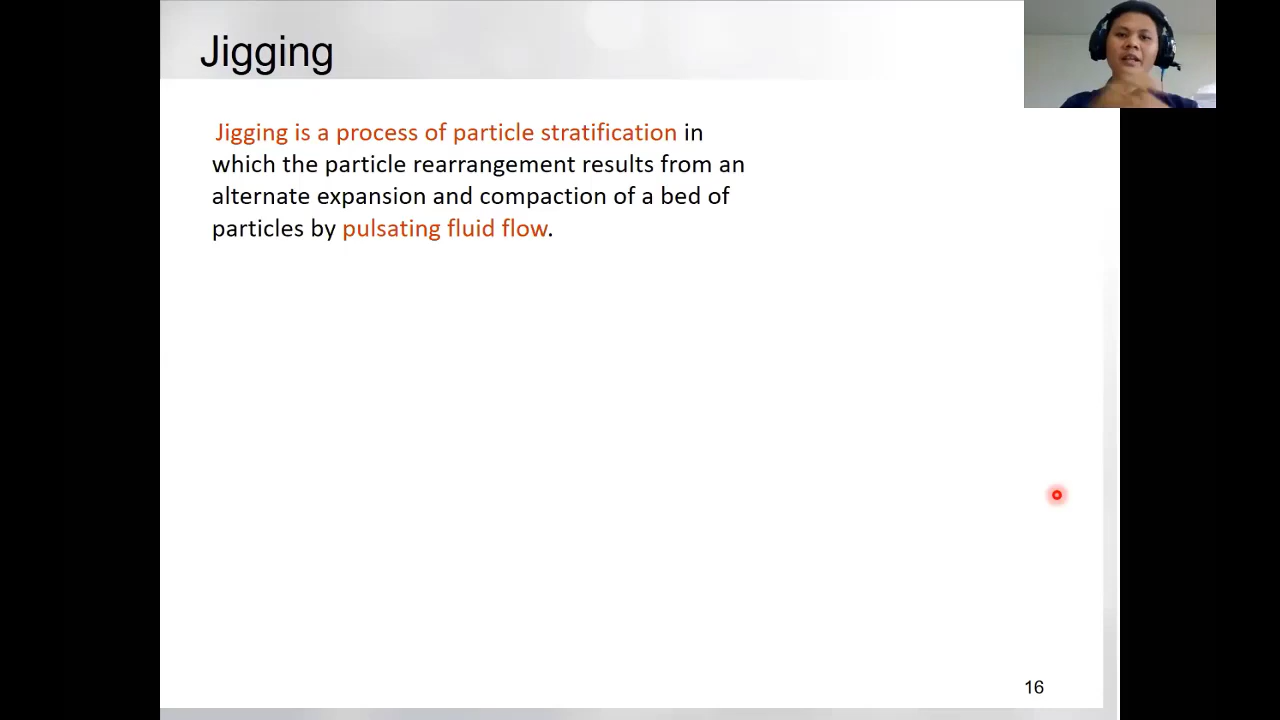 Jigging
Jigging is a process of particle stratification in
which the particle rearrangement results from an
alternate expansion and compaction of a bed of
particles by pulsating fluid flow.
16